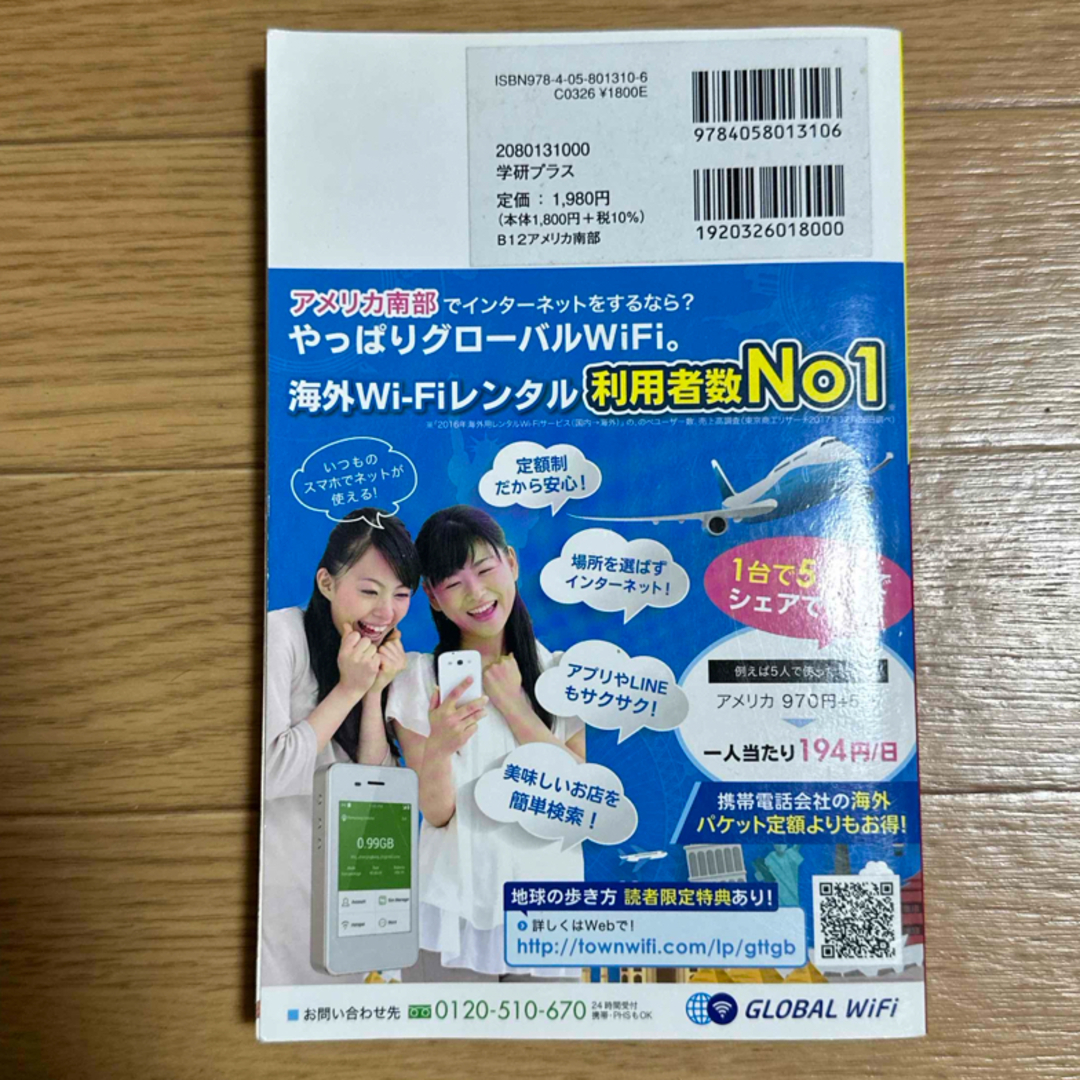 ISBN978-4-05-801310-6
C0326 ¥1800E
9784058013106
2080131000
学研プラス
定価：1,980円
(本体1,800円＋税10%)
B12アメリカ南部
1920326018000
アメリカ南部でインターネットをするなら？
やっぱりグローバルWiFi。
海外Wi-Fiレンタル 利用者数No1
いつもの
スマホでネットが
使える！
定額制
だから安心！
場所を選ばず
インターネット！
1台で5
シェアで
アプリやLINE
もサクサク！
例えば5人で使
アメリカ 970円÷5
一人当たり194円/日
美味しいお店を
簡単検索！
携帯電話会社の海外
パケット定額よりもお得！
0.99GB
地球の歩き方 読者限定特典あり！
詳しくはWebで！
http://townwifi.com/lp/gttgb
お問い合わせ先 0120-510-670 24時間受付
携帯・PHSもOK
GLOBAL WiFi